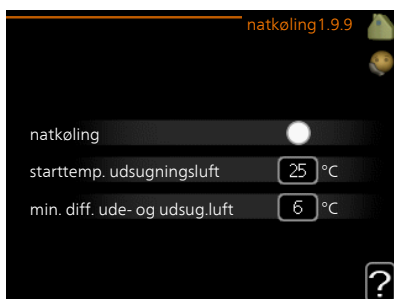 natkøling1.9.9
natkøling
starttemp. udsugningsluft 25 °C
min. diff. ude- og udsug.luft 6 °C
?